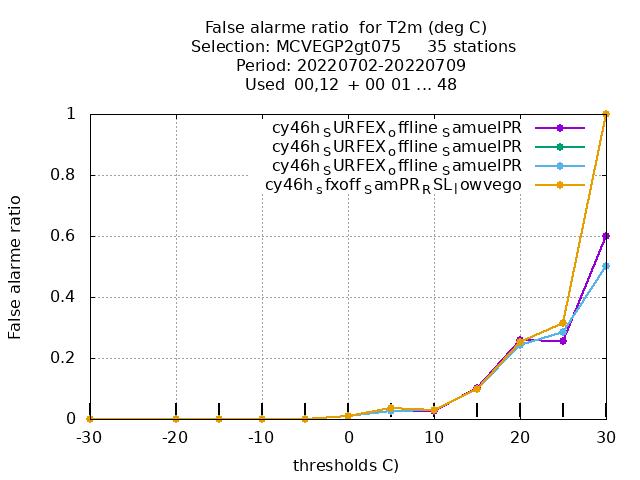 False alarme ratio  for T2m (deg C)
Selection: MCVEGP2gt075     35 stations
Period: 20220702-20220709
Used  00,12  + 00 01 ... 48
1
0.8
0.6
0.4
0.2
0
False alarme ratio
cy46h_SURFEX_offline_SamuelPR
cy46h_SURFEX_offline_SamuelPR
cy46h_SURFEX_offline_SamuelPR
cy46h_sfxoff_SamPR_RSL_lowvego
-30 -20 -10 0 10 20 30
thresholds C)